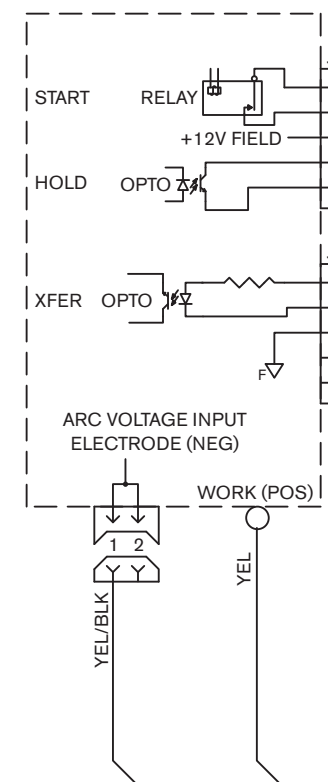 START RELAY
+12V FIELD
HOLD OPTO
XFER OPTO
F
ARC VOLTAGE INPUT
ELECTRODE (NEG)
WORK (POS)
1 2
YEL/BLK
YEL